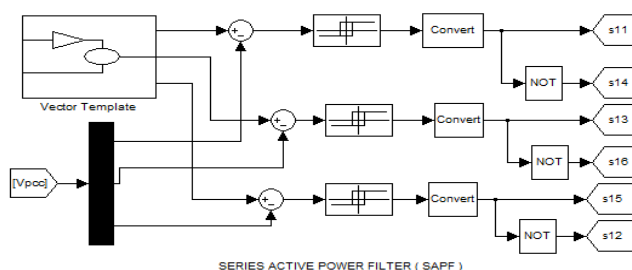 Convert
s11
NOT
s14
Vector Template
Convert
s13
[Vpcc]
NOT
s16
Convert
s15
NOT
s12
SERIES ACTIVE POWER FILTER ( SAPF )